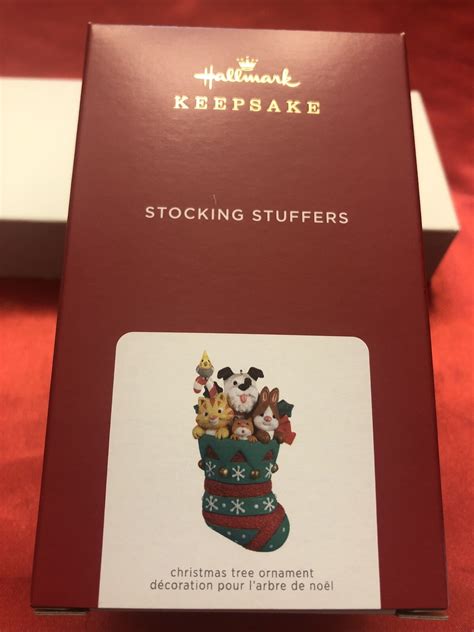 Hallmark
KEEPSAKE
STOCKING STUFFERS
christmas tree ornament
décoration pour l'arbre de noël